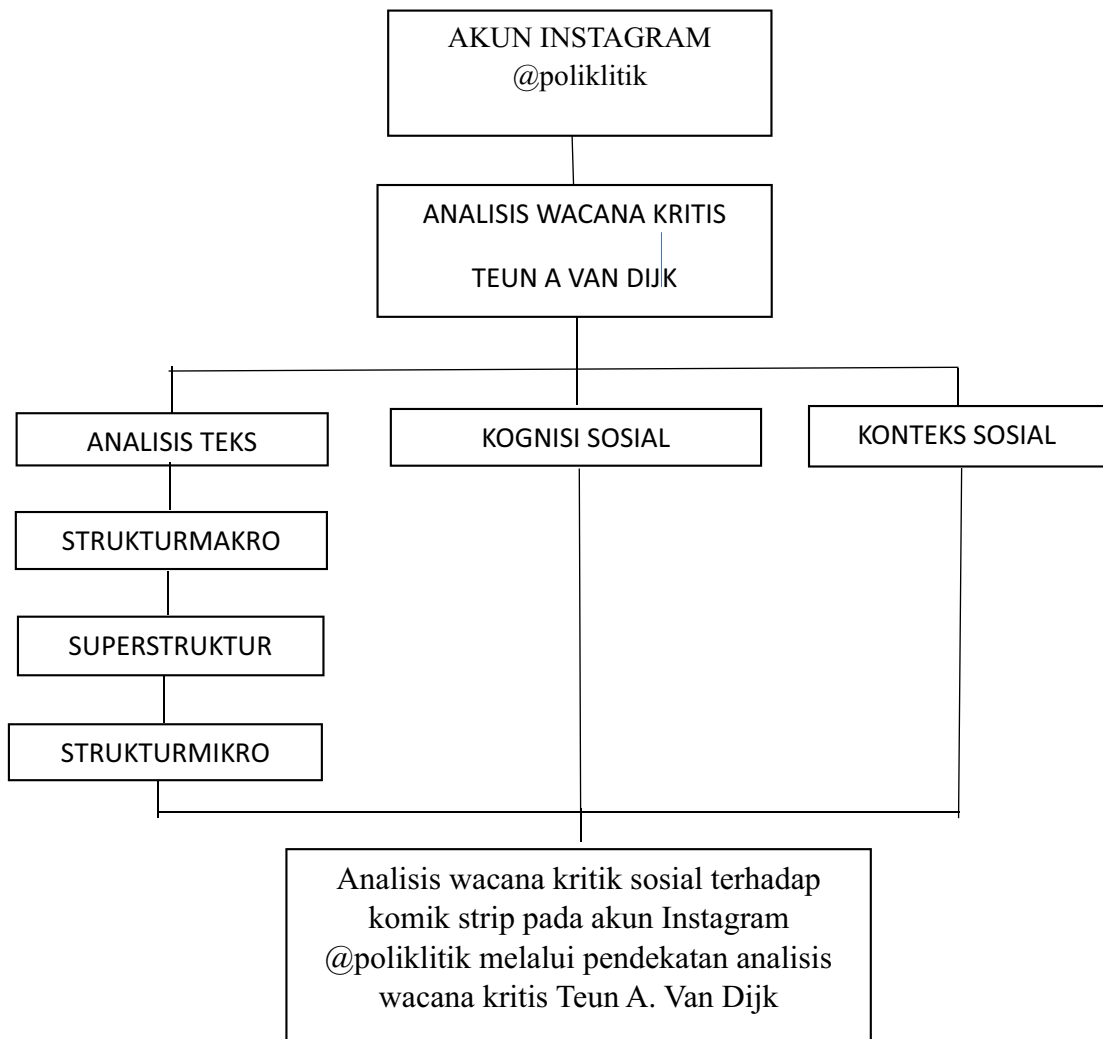 AKUN INSTAGRAM
@poliklitik
ANALISIS WACANA KRITIS
TEUN A VAN DIJK
ANALISIS TEKS
KOGNISI SOSIAL
KONTEKS SOSIAL
STRUKTURMAKRO
SUPERSTRUKTUR
STRUKTURMIKRO
Analisis wacana kritik sosial terhadap
komik strip pada akun Instagram
@poliklitik melalui pendekatan analisis
wacana kritis Teun A. Van Dijk